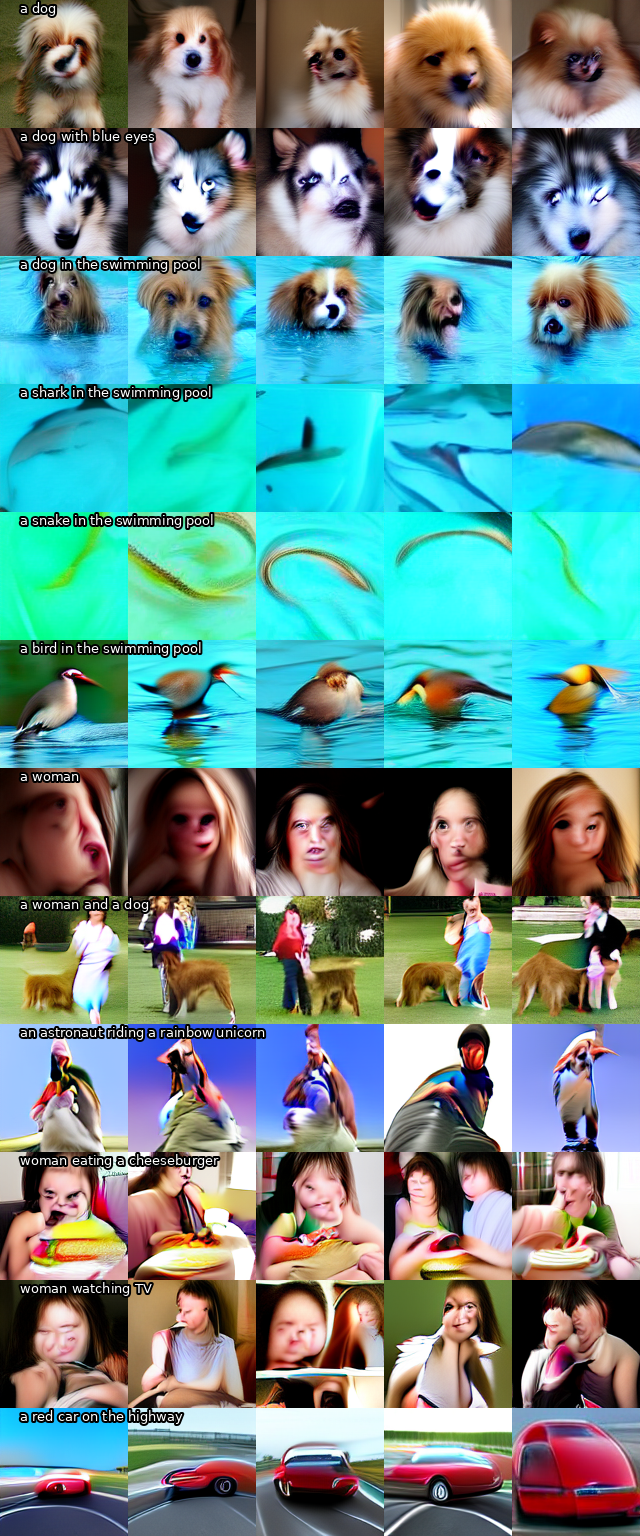 a dog
a dog with blue eyes
a dog in the swimming pool
a shark in the swimming pool
a snake in the swimming pool
a bird in the swimming pool
a woman
a woman and a dog
an astronaut riding a rainbow unicorn
woman eating a cheeseburger
woman watching TV
a red car on the highway